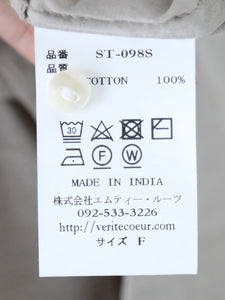 品番 ST-098S
品質
COTTON 100%
30
F W
MADE IN INDIA
株式会社エムティー・ルーツ
092-533-3226
http://veritecoeur.com/
サイズ F